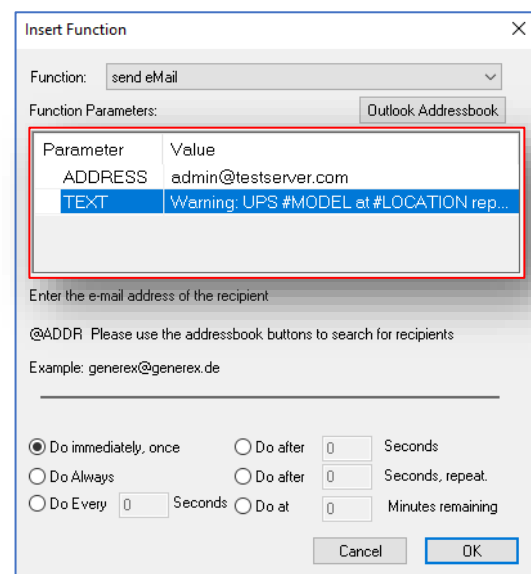 Insert Function
Function: send eMail
Function Parameters: Outlook Addressbook
Parameter Value
ADDRESS admin@testserver.com
TEXT Warning: UPS #MODEL at #LOCATION rep...
Enter the e-mail address of the recipient
@ADDR Please use the addressbook buttons to search for recipients
Example: generex@generex.de
Do immediately, once Do after 0 Seconds
Do Always Do after 0 Seconds, repeat.
Do Every 0 Seconds Do at 0 Minutes remaining
Cancel OK